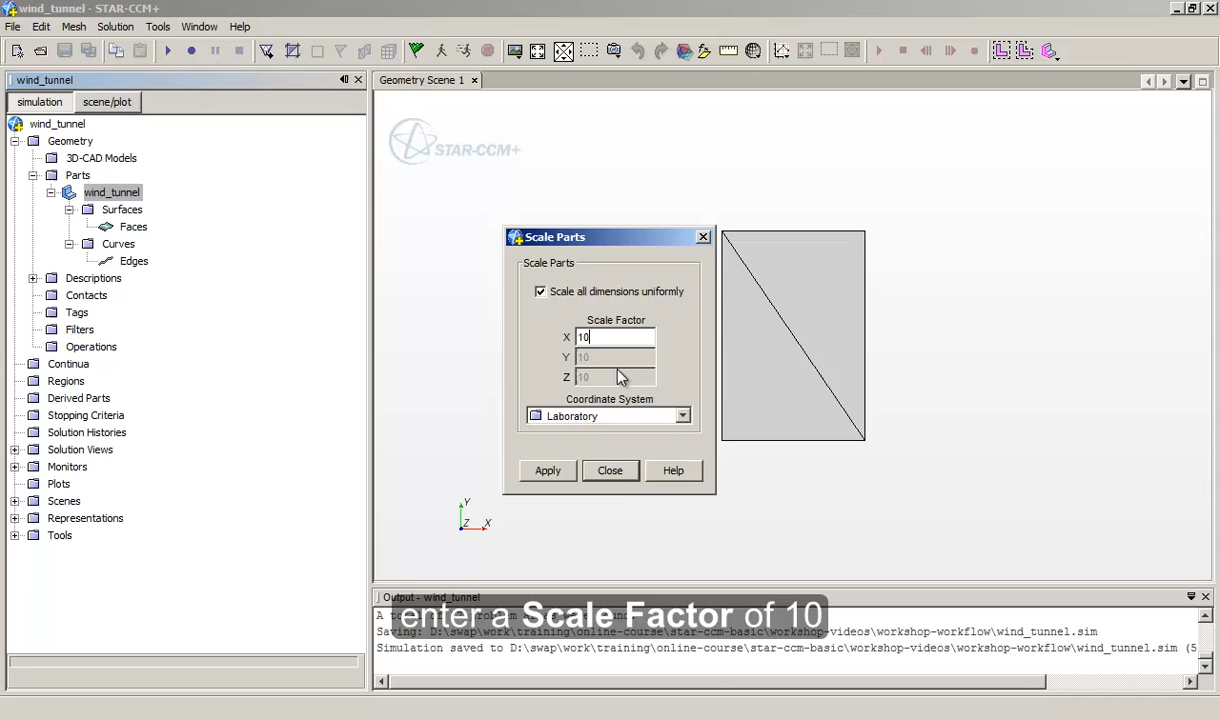 wind_tunnel - STAR-CCM+
File Edit Mesh Solution Tools Window Help
wind_tunnel
simulation scene/plot
wind_tunnel
Geometry
3D-CAD Models
Parts
wind_tunnel
Surfaces
Faces
Curves
Edges
Descriptions
Contacts
Tags
Filters
Operations
Continua
Regions
Derived Parts
Stopping Criteria
Solution Histories
Solution Views
Monitors
Plots
Scenes
Representations
Tools
Geometry Scene 1
STAR-CCM+
Scale Parts
Scale Parts
Scale all dimensions uniformly
Scale Factor
X 10
Y 10
Z 10
Coordinate System
Laboratory
Apply Close Help
Y
Z X
Output - wind_tunnel
enter a Scale Factor of 10
Saving: D:\swap\work\training\online-course\star-ccm-basic\workshop-videos\workshop-workflow\wind_tunnel.sim
Simulation saved to D:\swap\work\training\online-course\star-ccm-basic\workshop-videos\workshop-workflow\wind_tunnel.sim (5